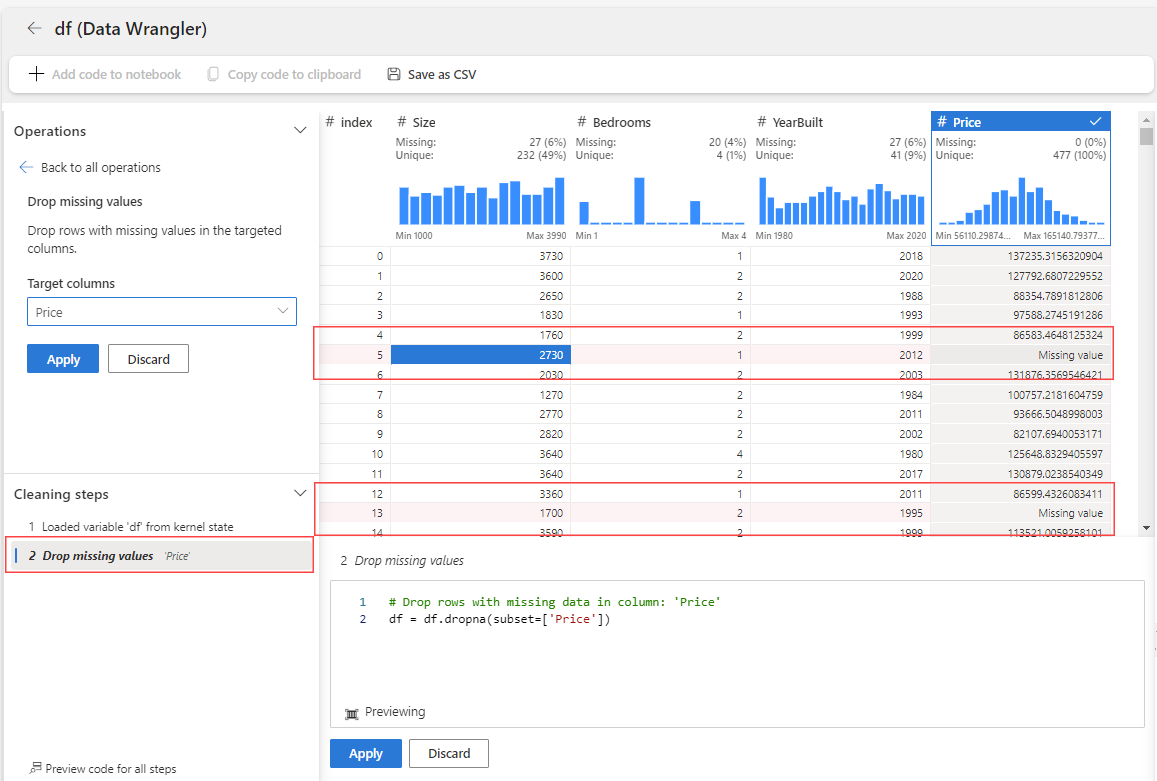 df (Data Wrangler)
Add code to notebook Copy code to clipboard Save as CSV
Operations
Back to all operations
Drop missing values
Drop rows with missing values in the targeted
columns.
Target columns
Price
Apply Discard
Cleaning steps
1 Loaded variable 'df' from kernel state
2 Drop missing values 'Price'
Preview code for all steps
# index # Size # Bedrooms # YearBuilt # Price
Missing: 27 (6%) Missing: 20 (4%) Missing: 27 (6%) Missing: 0 (0%)
Unique: 232 (49%) Unique: 4 (1%) Unique: 41 (9%) Unique: 477 (100%)
Min 1000 Max 3990 Min 1 Max 4 Min 1980 Max 2020 Min 56110.29874... Max 165140.79377...
0 3730 1 2018 137235.3156320904
1 3600 2 2020 127792.6807229552
2 2650 2 1988 88354.7891812806
3 1830 1 1993 97588.2745191286
4 1760 2 1999 86583.4648125324
5 2730 1 2012 Missing value
6 2030 2 2003 131876.3569546421
7 1270 2 1984 100757.2181604759
8 2770 2 2011 93666.5048998003
9 2820 2 2002 82107.6940053171
10 3640 4 1980 125648.8329405597
11 3640 2 2017 130879.0238540349
12 3360 1 2011 86599.4326083411
13 1700 2 1995 Missing value
14 3590 2 1999 113521.0059258101
2 Drop missing values
1 # Drop rows with missing data in column: 'Price'
2 df = df.dropna(subset=['Price'])
Previewing
Apply Discard